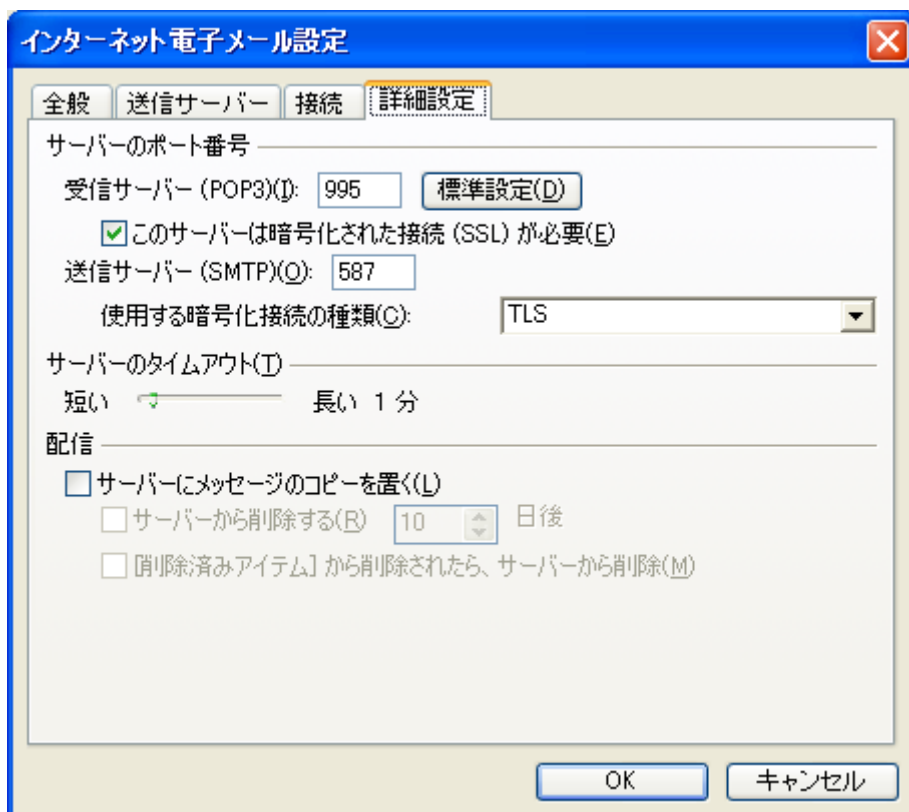 インターネット電子メール設定
全般 送信サーバー 接続 詳細設定
サーバーのポート番号
受信サーバー (POP3)(I): 995 標準設定(D)
このサーバーは暗号化された接続 (SSL) が必要(E)
送信サーバー (SMTP)(O): 587
使用する暗号化接続の種類(C): TLS
サーバーのタイムアウト(T)
短い 長い 1 分
配信
サーバーにメッセージのコピーを置く(L)
サーバーから削除する(R) 10 日後
[削除済みアイテム] から削除されたら、サーバーから削除(M)
OK キャンセル